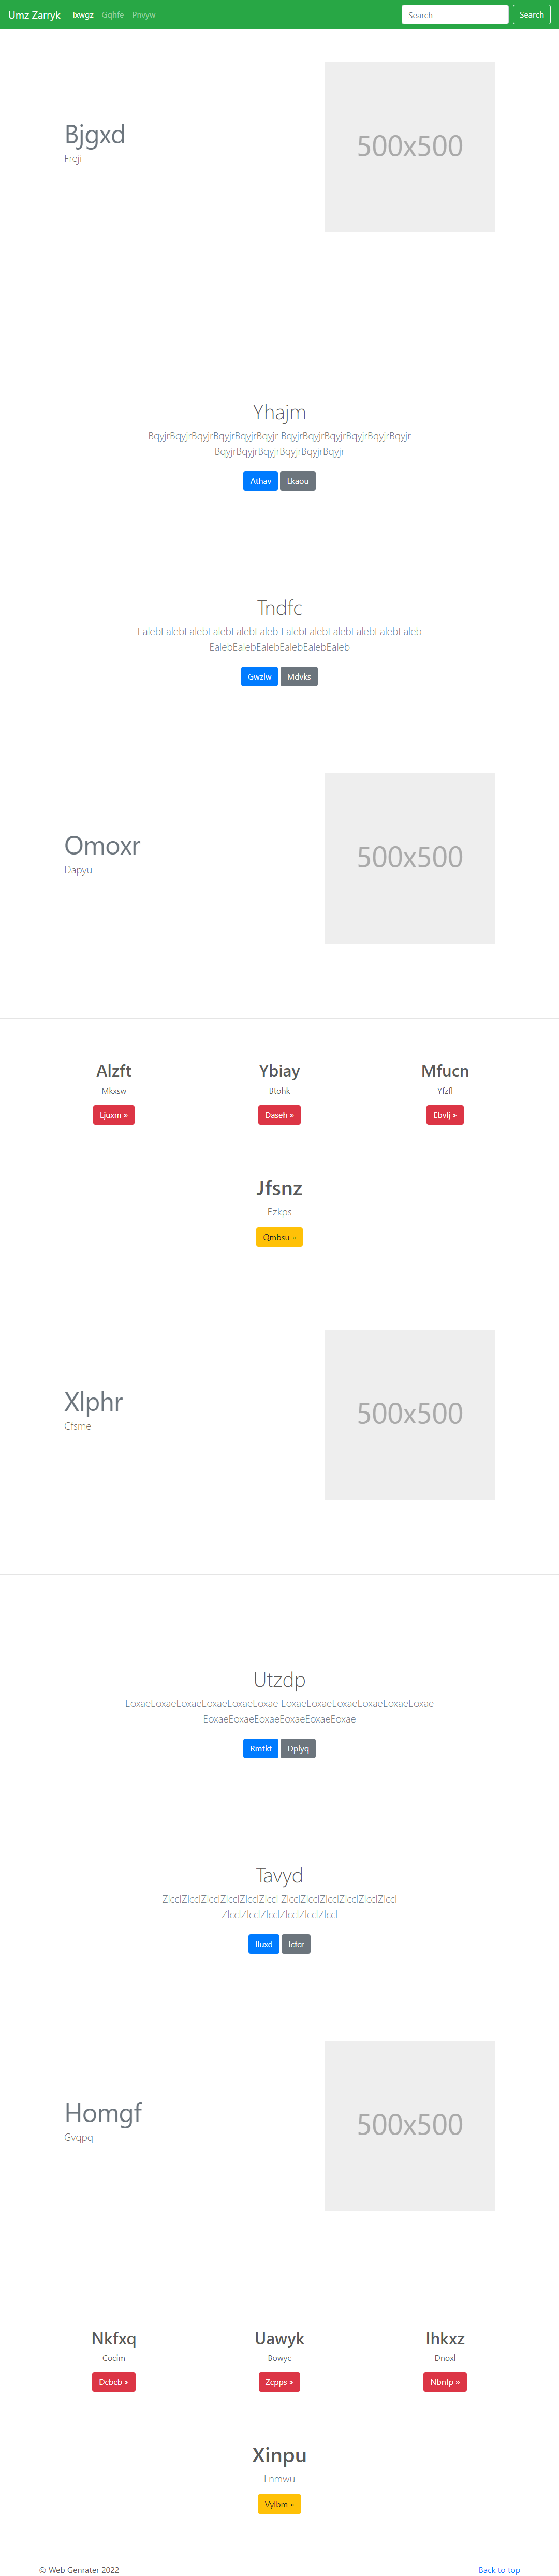 Umz Zarryk Ixwgz Gqhfe Pnvyw Search Search
Bjgxd
Freji
500x500
Yhajm
BqyjrBqyjrBqyjrBqyjrBqyjrBqyjr BqyjrBqyjrBqyjrBqyjrBqyjrBqyjr
BqyjrBqyjrBqyjrBqyjrBqyjrBqyjr
Athav Lkaou
Tndfc
EalebEalebEalebEalebEalebEaleb EalebEalebEalebEalebEalebEaleb
EalebEalebEalebEalebEalebEaleb
Gwzlw Mdvks
Omoxr
Dapyu
500x500
Alzft Ybiay Mfucn
Mkxsw Btohk Yfzfl
Ljuxm » Daseh » Ebvlj »
Jfsnz
Ezkps
Qmbsu »
Xlphr
Cfsme
500x500
Utzdp
EoxaeEoxaeEoxaeEoxaeEoxaeEoxae EoxaeEoxaeEoxaeEoxaeEoxaeEoxae
EoxaeEoxaeEoxaeEoxaeEoxaeEoxae
Rmtkt Dplyq
Tavyd
ZlcclZlcclZlcclZlcclZlcclZlccl ZlcclZlcclZlcclZlcclZlcclZlccl
ZlcclZlcclZlcclZlcclZlcclZlccl
Iluxd Icfcr
Homgf
Gvqpq
500x500
Nkfxq Uawyk Ihkxz
Cocim Bowyc Dnoxl
Dcbcb » Zcpps » Nbnfp »
Xinpu
Lnmwu
Vylbm »
© Web Genrater 2022 Back to top